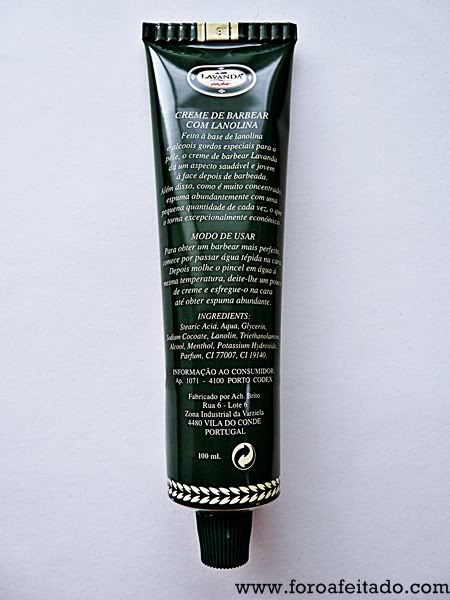 LAVANDA
CREME DE BARBEAR
COM LANOLINA
Feito à base de lanolina
e alcoois gordos especiais para a
pele, o creme de barbear Lavanda
dá um aspecto saudável e jovem
à face depois de barbeada.
Além disso, como é muito concentrado,
espuma abundantemente com uma
pequena quantidade de cada vez, o que
o torna excepcionalmente económico.
MODO DE USAR
Para obter um barbear mais perfeito,
comece por passar água tépida na cara.
Depois molhe o pincel em água à
mesma temperatura, deite-lhe um pouco
de creme e esfregue-o na cara
até obter espuma abundante.
INGREDIENTS:
Stearic Acid, Aqua, Glycerin,
Sodium Cocoate, Lanolin, Triethanolamine,
Alcool, Menthol, Potassium Hydroxide,
Parfum, CI 77007, CI 19140.
INFORMAÇÃO AO CONSUMIDOR.
Ap. 1071 - 4100 PORTO CODEX
Fabricado por Ach. Brito
Rua 6 - Lote 6
Zona Industrial da Varziela
4480 VILA DO CONDE
PORTUGAL
100 ml.
www.foroafeitado.com